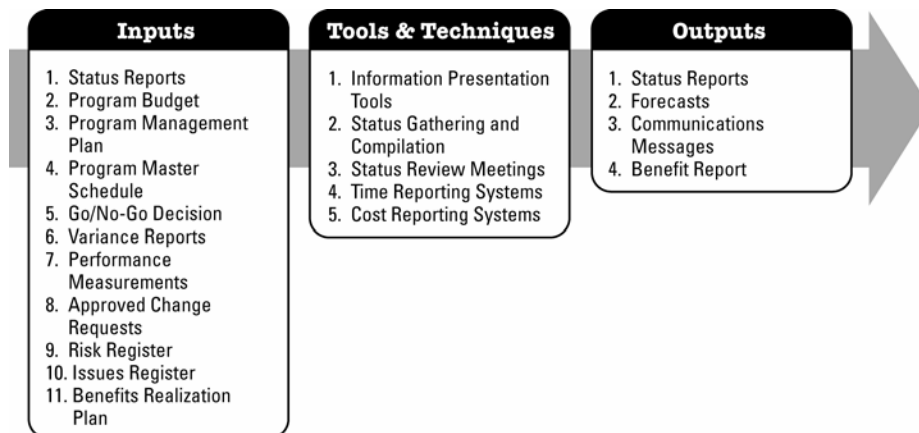 Inputs
1. Status Reports
2. Program Budget
3. Program Management
Plan
4. Program Master
Schedule
5. Go/No-Go Decision
6. Variance Reports
7. Performance
Measurements
8. Approved Change
Requests
9. Risk Register
10. Issues Register
11. Benefits Realization
Plan
Tools & Techniques
1. Information Presentation
Tools
2. Status Gathering and
Compilation
3. Status Review Meetings
4. Time Reporting Systems
5. Cost Reporting Systems
Outputs
1. Status Reports
2. Forecasts
3. Communications
Messages
4. Benefit Report